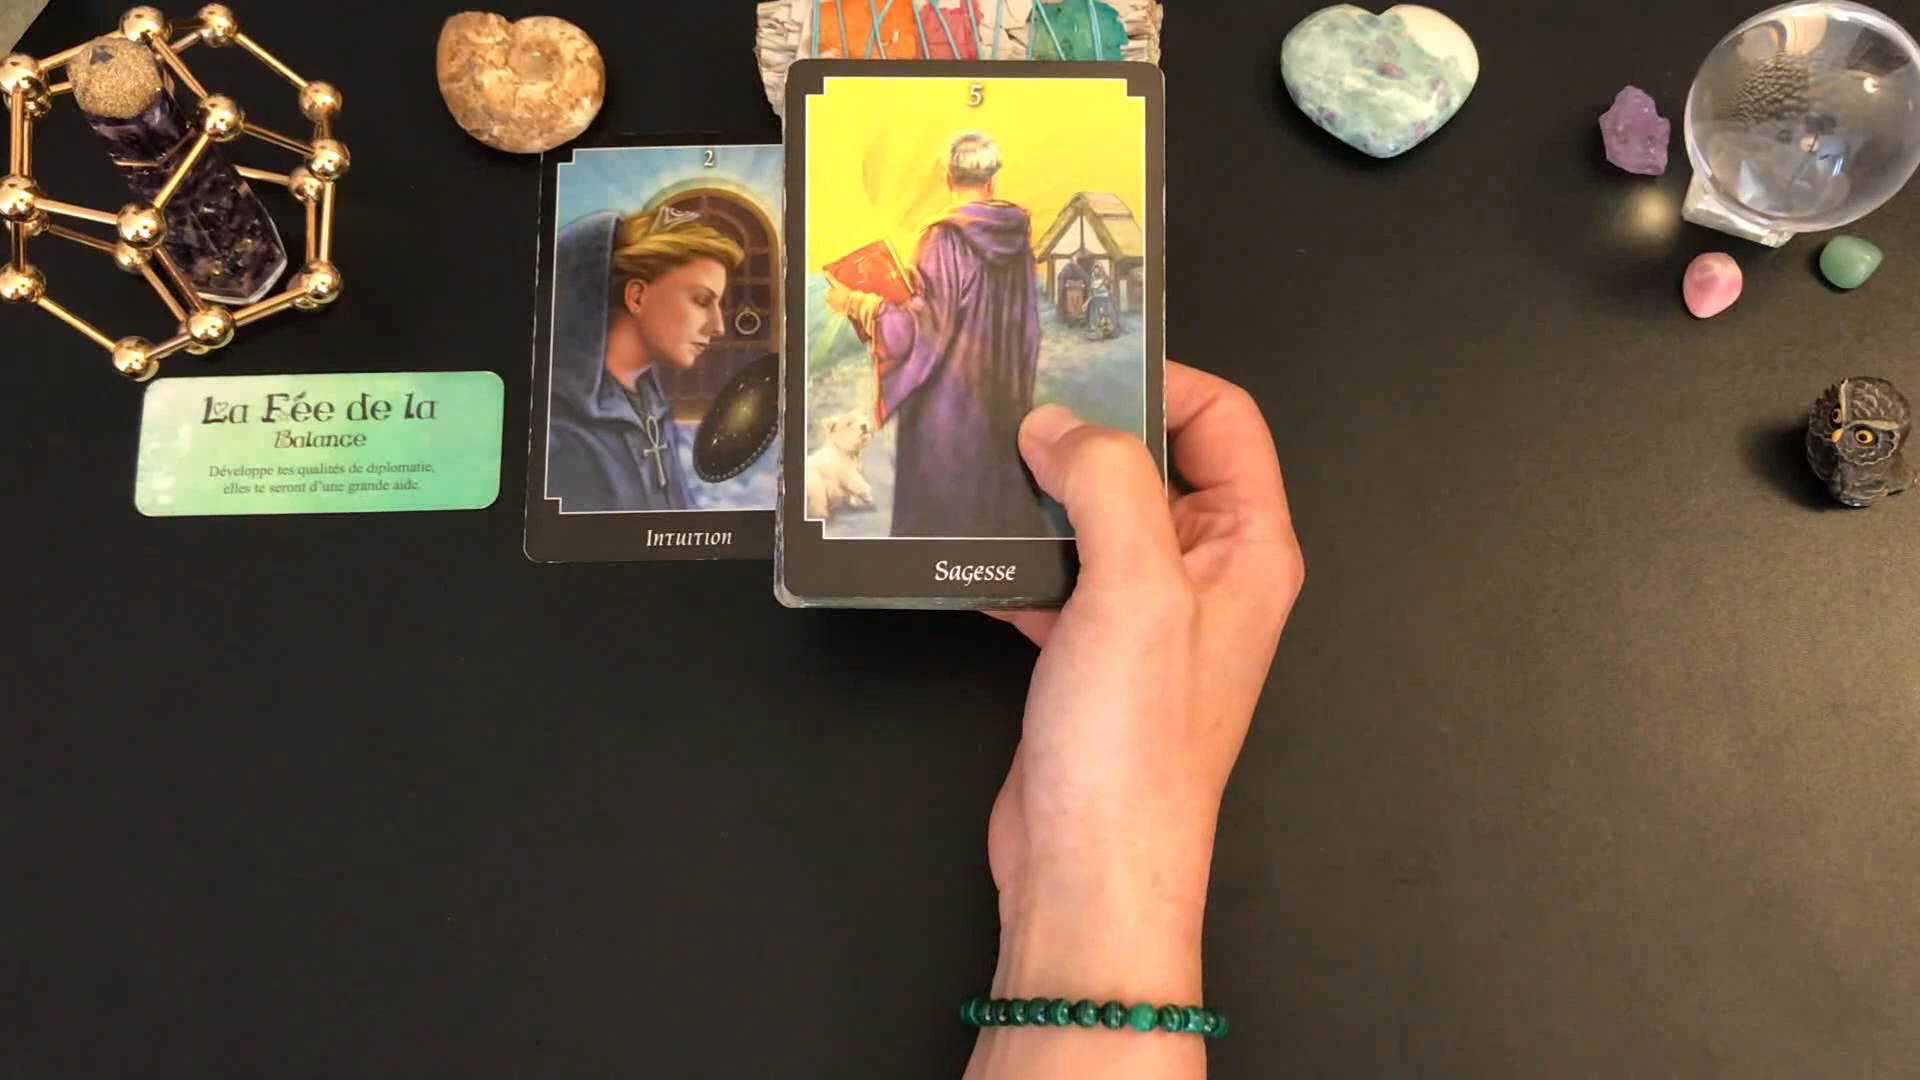 La Fée de la
Balance
Développe tes qualités de diplomatie,
elles te seront d'une grande aide.
2
Intuition
5
Sagesse